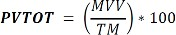 PVTOT = (MVV/TM) * 100